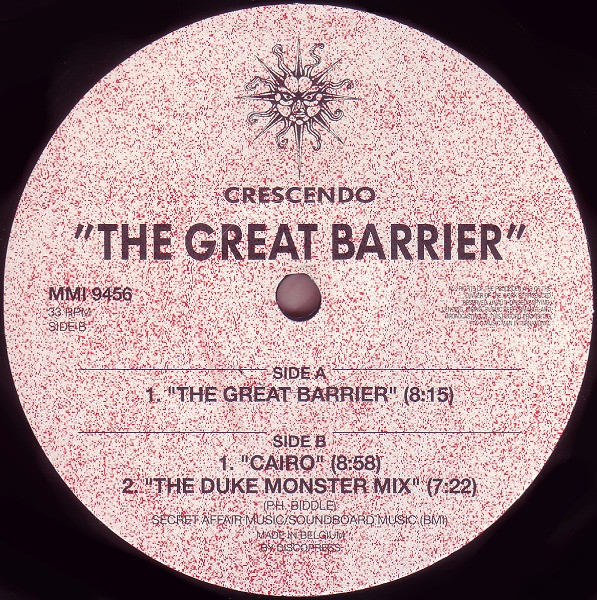 CRESCENDO
"THE GREAT BARRIER"
MMI 9456
33 RPM
SIDE B
SIDE A
1. "THE GREAT BARRIER" (8:15)
SIDE B
1. "CAIRO" (8:58)
2. "THE DUKE MONSTER MIX" (7:22)
(PH. BIDDLE)
SECRET AFFAIR MUSIC/SOUNDBOARD MUSIC (BMI)
MADE IN BELGIUM
BY DISCOPRESS